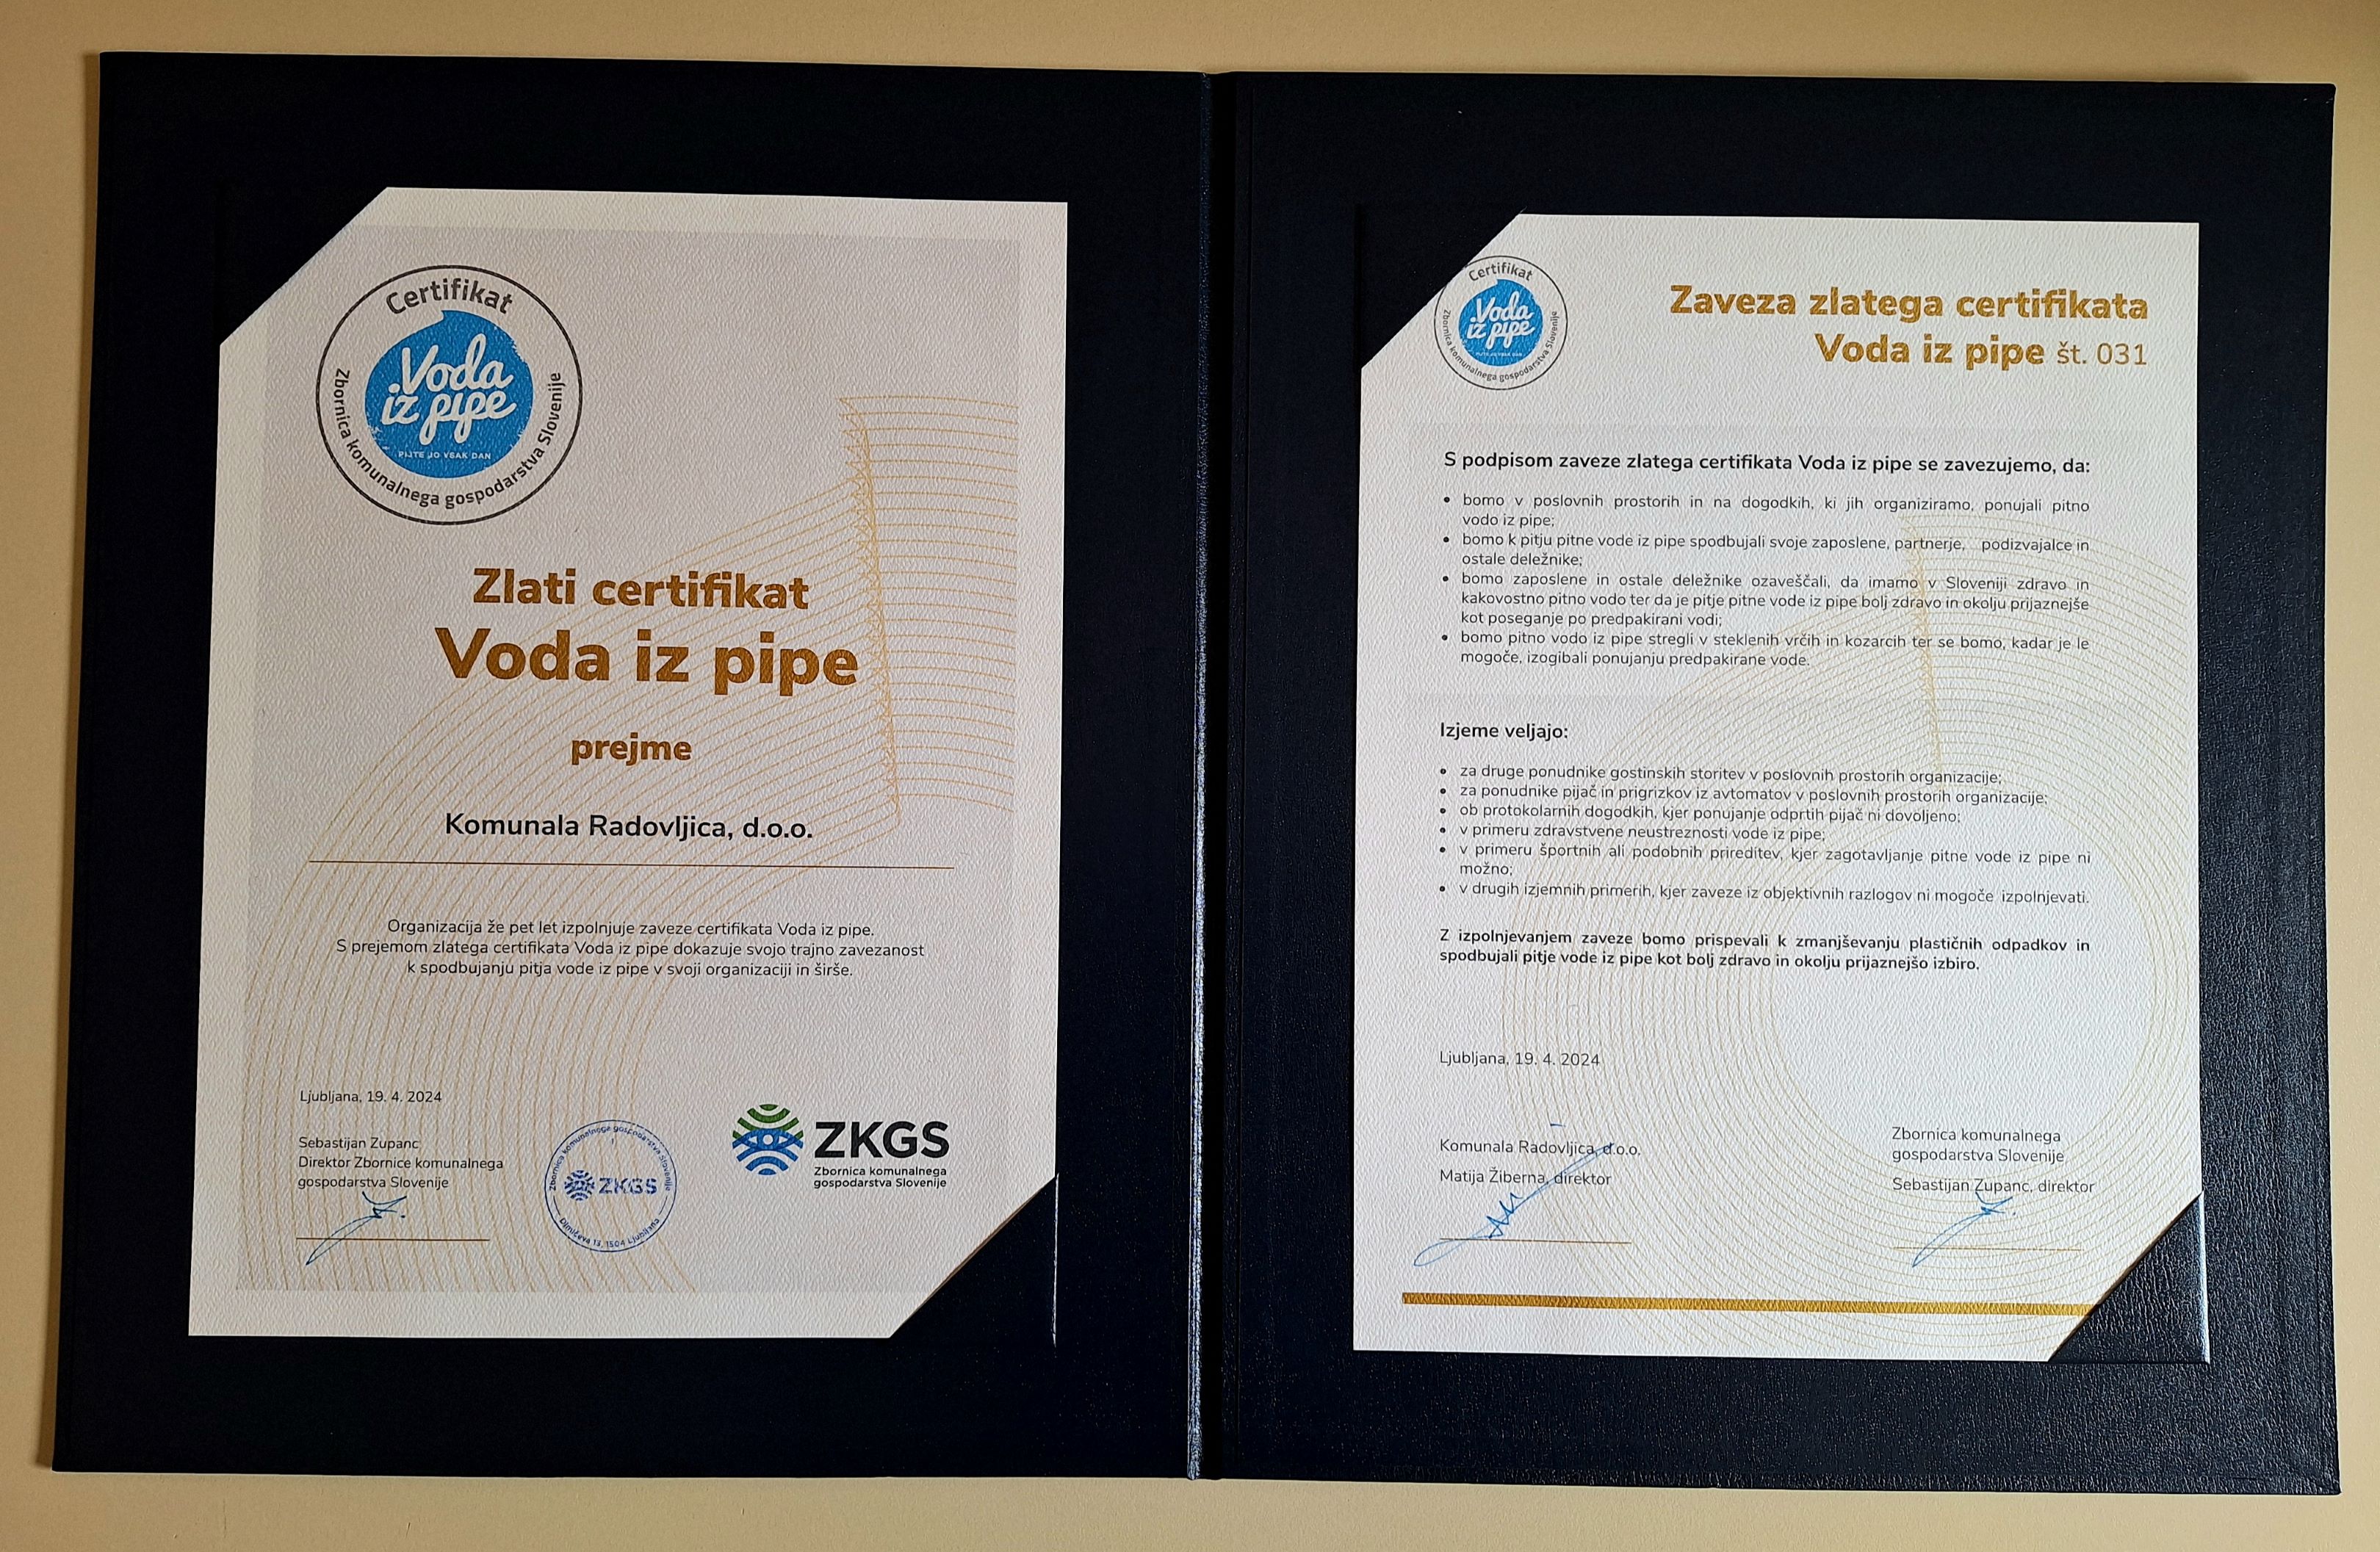 Certifikat
Voda
iz pipe
PIJTE JO VSAK DAN
Zbornica komunalnega gospodarstva Slovenije
Zlati certifikat
Voda iz pipe
prejme
Komunala Radovljica, d.o.o.
Organizacija že pet let izpolnjuje zaveze certifikata Voda iz pipe.
S prejemom zlatega certifikata Voda iz pipe dokazuje svojo trajno zavezanost
k spodbujanju pitja vode iz pipe v svoji organizaciji in širše.
Ljubljana, 19. 4. 2024
Sebastijan Zupanc
Direktor Zbornice komunalnega
gospodarstva Slovenije
Zbornica komunalnega gospodarstva Slovenije
ZKGS
Dimičeva 13, 1504 Ljubljana
ZKGS
Zbornica komunalnega
gospodarstva Slovenije
Certifikat
Voda
iz pipe
PIJTE JO VSAK DAN
Zbornica komunalnega gospodarstva Slovenije
Zaveza zlatega certifikata
Voda iz pipe št. 031
S podpisom zaveze zlatega certifikata Voda iz pipe se zavezujemo, da:
• bomo v poslovnih prostorih in na dogodkih, ki jih organiziramo, ponujali pitno
vodo iz pipe;
• bomo k pitju pitne vode iz pipe spodbujali svoje zaposlene, partnerje, podizvajalce in
ostale deležnike;
• bomo zaposlene in ostale deležnike ozaveščali, da imamo v Sloveniji zdravo in
kakovostno pitno vodo ter da je pitje pitne vode iz pipe bolj zdravo in okolju prijaznejše
kot poseganje po predpakirani vodi;
• bomo pitno vodo iz pipe stregli v steklenih vrčih in kozarcih ter se bomo, kadar je le
mogoče, izogibali ponujanju predpakirane vode.
Izjeme veljajo:
• za druge ponudnike gostinskih storitev v poslovnih prostorih organizacije;
• za ponudnike pijač in prigrizkov iz avtomatov v poslovnih prostorih organizacije;
• ob protokolarnih dogodkih, kjer ponujanje odprtih pijač ni dovoljeno;
• v primeru zdravstvene neustreznosti vode iz pipe;
• v primeru športnih ali podobnih prireditev, kjer zagotavljanje pitne vode iz pipe ni
možno;
• v drugih izjemnih primerih, kjer zaveze iz objektivnih razlogov ni mogoče izpolnjevati.
Z izpolnjevanjem zaveze bomo prispevali k zmanjševanju plastičnih odpadkov in
spodbujali pitje vode iz pipe kot bolj zdravo in okolju prijaznejšo izbiro.
Ljubljana, 19. 4. 2024
Komunala Radovljica, d.o.o.
Matija Žiberna, direktor
Zbornica komunalnega
gospodarstva Slovenije
Sebastijan Zupanc, direktor